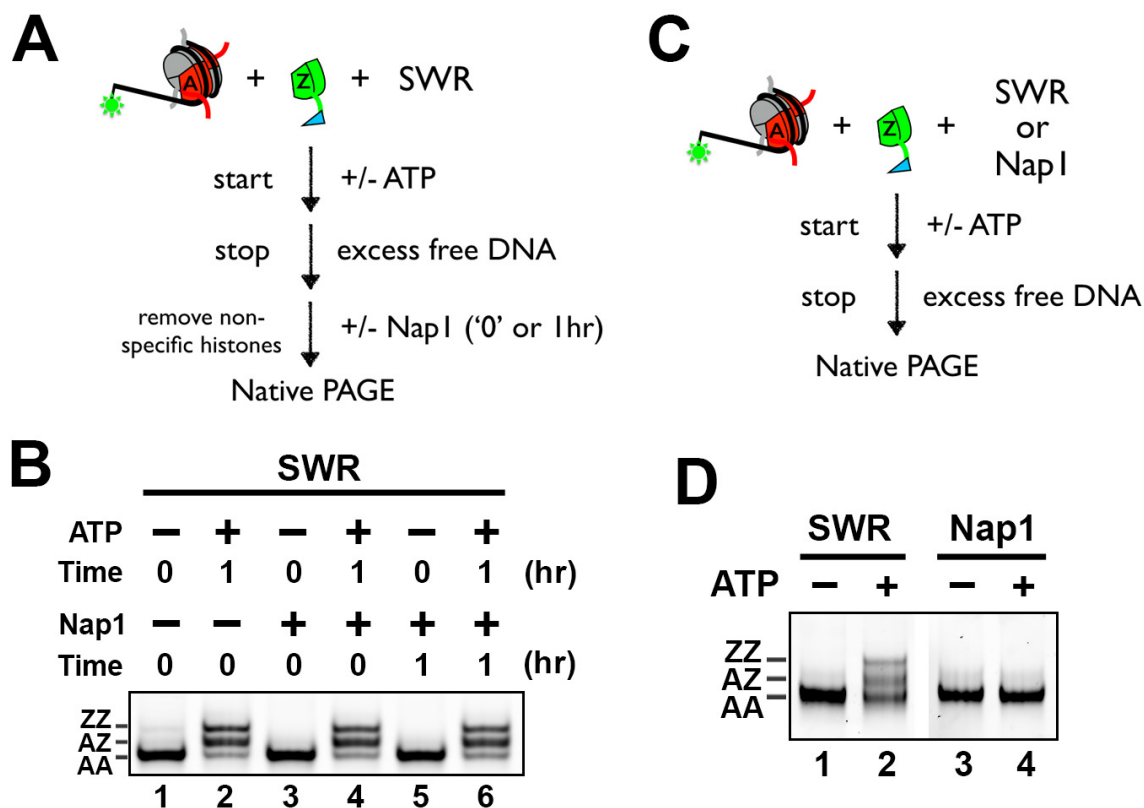 A
A + Z + SWR
start +/- ATP
stop excess free DNA
remove non-
specific histones
+/- Nap1 ('0' or 1hr)
Native PAGE
B
SWR
ATP − + − + − +
Time 0 1 0 1 0 1 (hr)
Nap1 − − + + + +
Time 0 0 0 0 1 1 (hr)
ZZ
AZ
AA
1 2 3 4 5 6
C
A + Z + SWR
or
Nap1
start +/- ATP
stop excess free DNA
Native PAGE
D
SWR Nap1
ATP − + − +
ZZ
AZ
AA
1 2 3 4